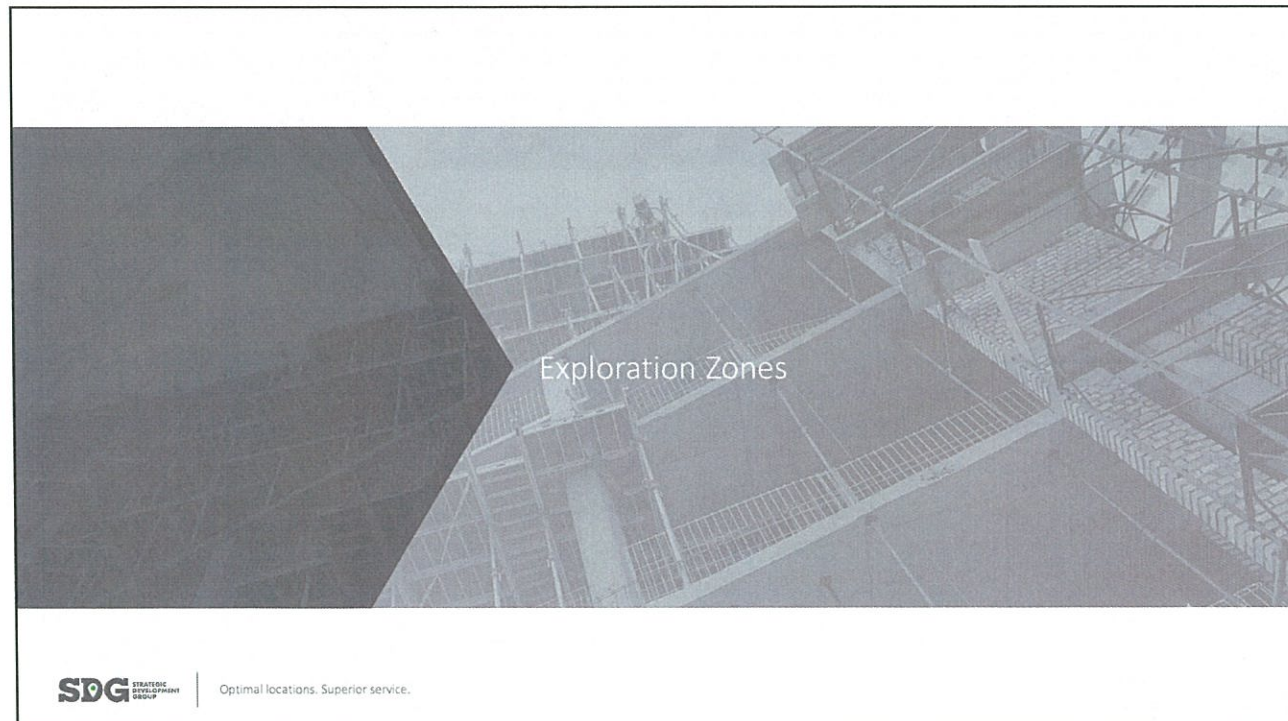 Exploration Zones
SDG STRATEGIC
DEVELOPMENT
GROUP
Optimal locations. Superior service.